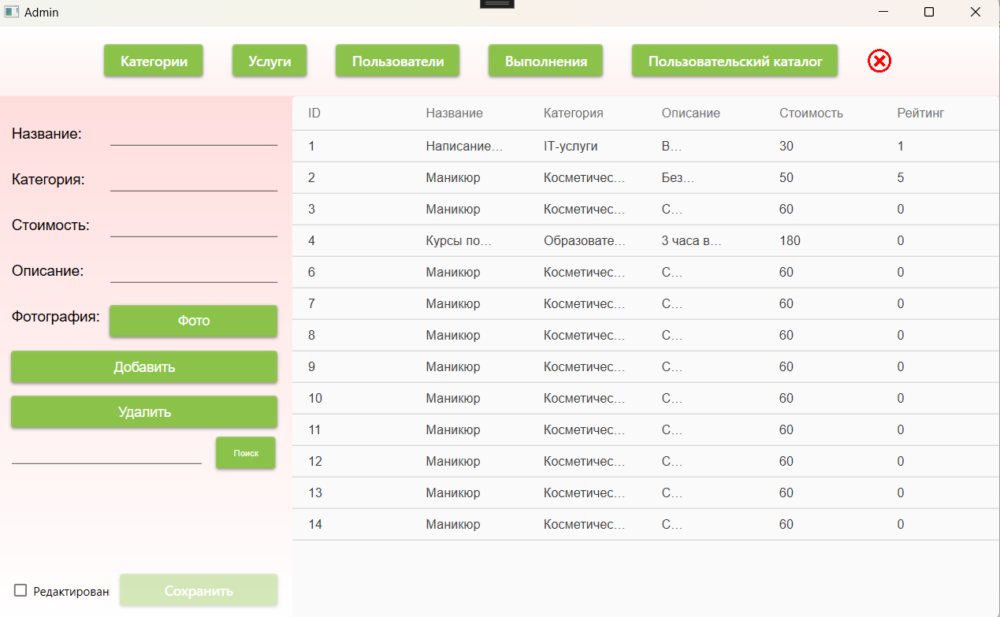 Admin
Категории Услуги Пользователи Выполнения Пользовательский каталог
ID Название Категория Описание Стоимость Рейтинг
Название:
Категория:
Стоимость:
Описание:
Фотография: Фото
Добавить
Удалить
Поиск
Редактирован Сохранить
1 Написание... IT-услуги В... 30 1
2 Маникюр Косметичес... Без... 50 5
3 Маникюр Косметичес... С... 60 0
4 Курсы по... Образовате... 3 часа в... 180 0
6 Маникюр Косметичес... С... 60 0
7 Маникюр Косметичес... С... 60 0
8 Маникюр Косметичес... С... 60 0
9 Маникюр Косметичес... С... 60 0
10 Маникюр Косметичес... С... 60 0
11 Маникюр Косметичес... С... 60 0
12 Маникюр Косметичес... С... 60 0
13 Маникюр Косметичес... С... 60 0
14 Маникюр Косметичес... С... 60 0